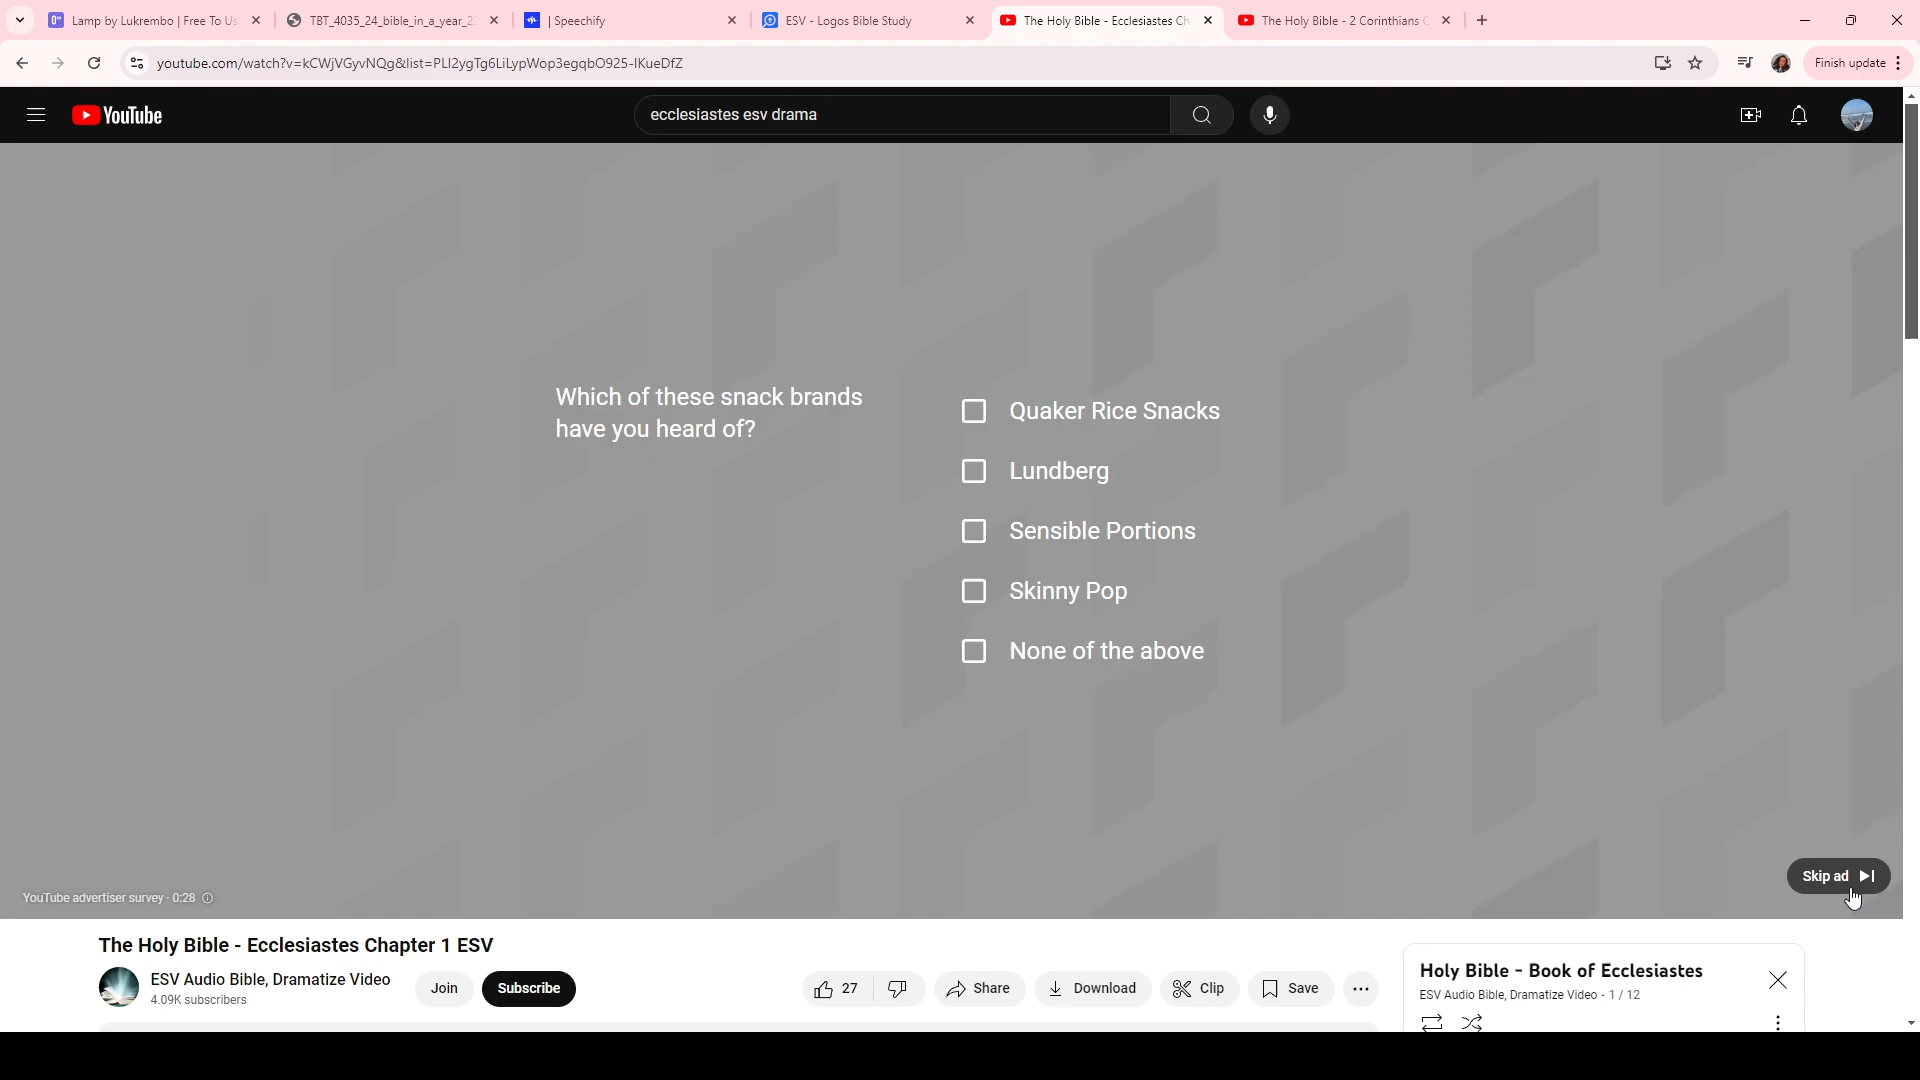 Lamp by Lukrembo | Free To Us
TBT_4035_24_bible_in_a_year_2
| Speechify
ESV - Logos Bible Study
The Holy Bible - Ecclesiastes Ch
The Holy Bible - 2 Corinthians C
youtube.com/watch?v=kCWjVGyvNQg&list=PLI2ygTg6LiLypWop3egqbO925-IKueDfZ
Finish update
YouTube
ecclesiastes esv drama
Which of these snack brands
have you heard of?
Quaker Rice Snacks
Lundberg
Sensible Portions
Skinny Pop
None of the above
Skip ad
YouTube advertiser survey · 0:28
The Holy Bible - Ecclesiastes Chapter 1 ESV
ESV Audio Bible, Dramatize Video
4.09K subscribers
Join
Subscribe
27
Share
Download
Clip
Save
Holy Bible - Book of Ecclesiastes
ESV Audio Bible, Dramatize Video - 1 / 12